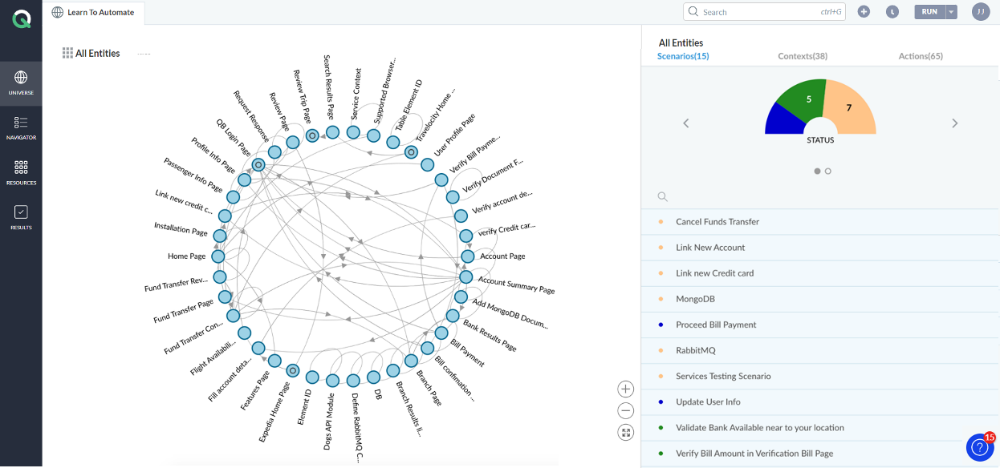 Learn To Automate
Search
ctrl+G
RUN
JJ
UNIVERSE
NAVIGATOR
RESOURCES
RESULTS
All Entities
Search Results Page
Service Context
Supported Browser...
Table Element ID
Travelocity Home ...
User Profile Page
Verify Bill Payme...
Verify Document F...
Verify account de...
verify Credit car...
Account Page
Account Summary Page
Add MongoDB Docum...
Bank Results Page
Bill Payment
Bill confimation ...
Branch Page
Branch Results li...
DB
Define RabbitMQ C...
Dogs API Module
Element ID
Expedia Home Page
Features Page
Fill account deta...
Flight Availabili...
Fund Transfer Con...
Fund Transfer Page
Fund Transfer Rev...
Home Page
Installation Page
Link new credit c...
Passenger Info Page
Profile Info Page
QB Login Page
Request Response
Review Page
Review Trip Page
All Entities
Scenarios(15)
Contexts(38)
Actions(65)
5
7
STATUS
Cancel Funds Transfer
Link New Account
Link new Credit card
MongoDB
Proceed Bill Payment
RabbitMQ
Services Testing Scenario
Update User Info
Validate Bank Available near to your location
Verify Bill Amount in Verification Bill Page
15
?